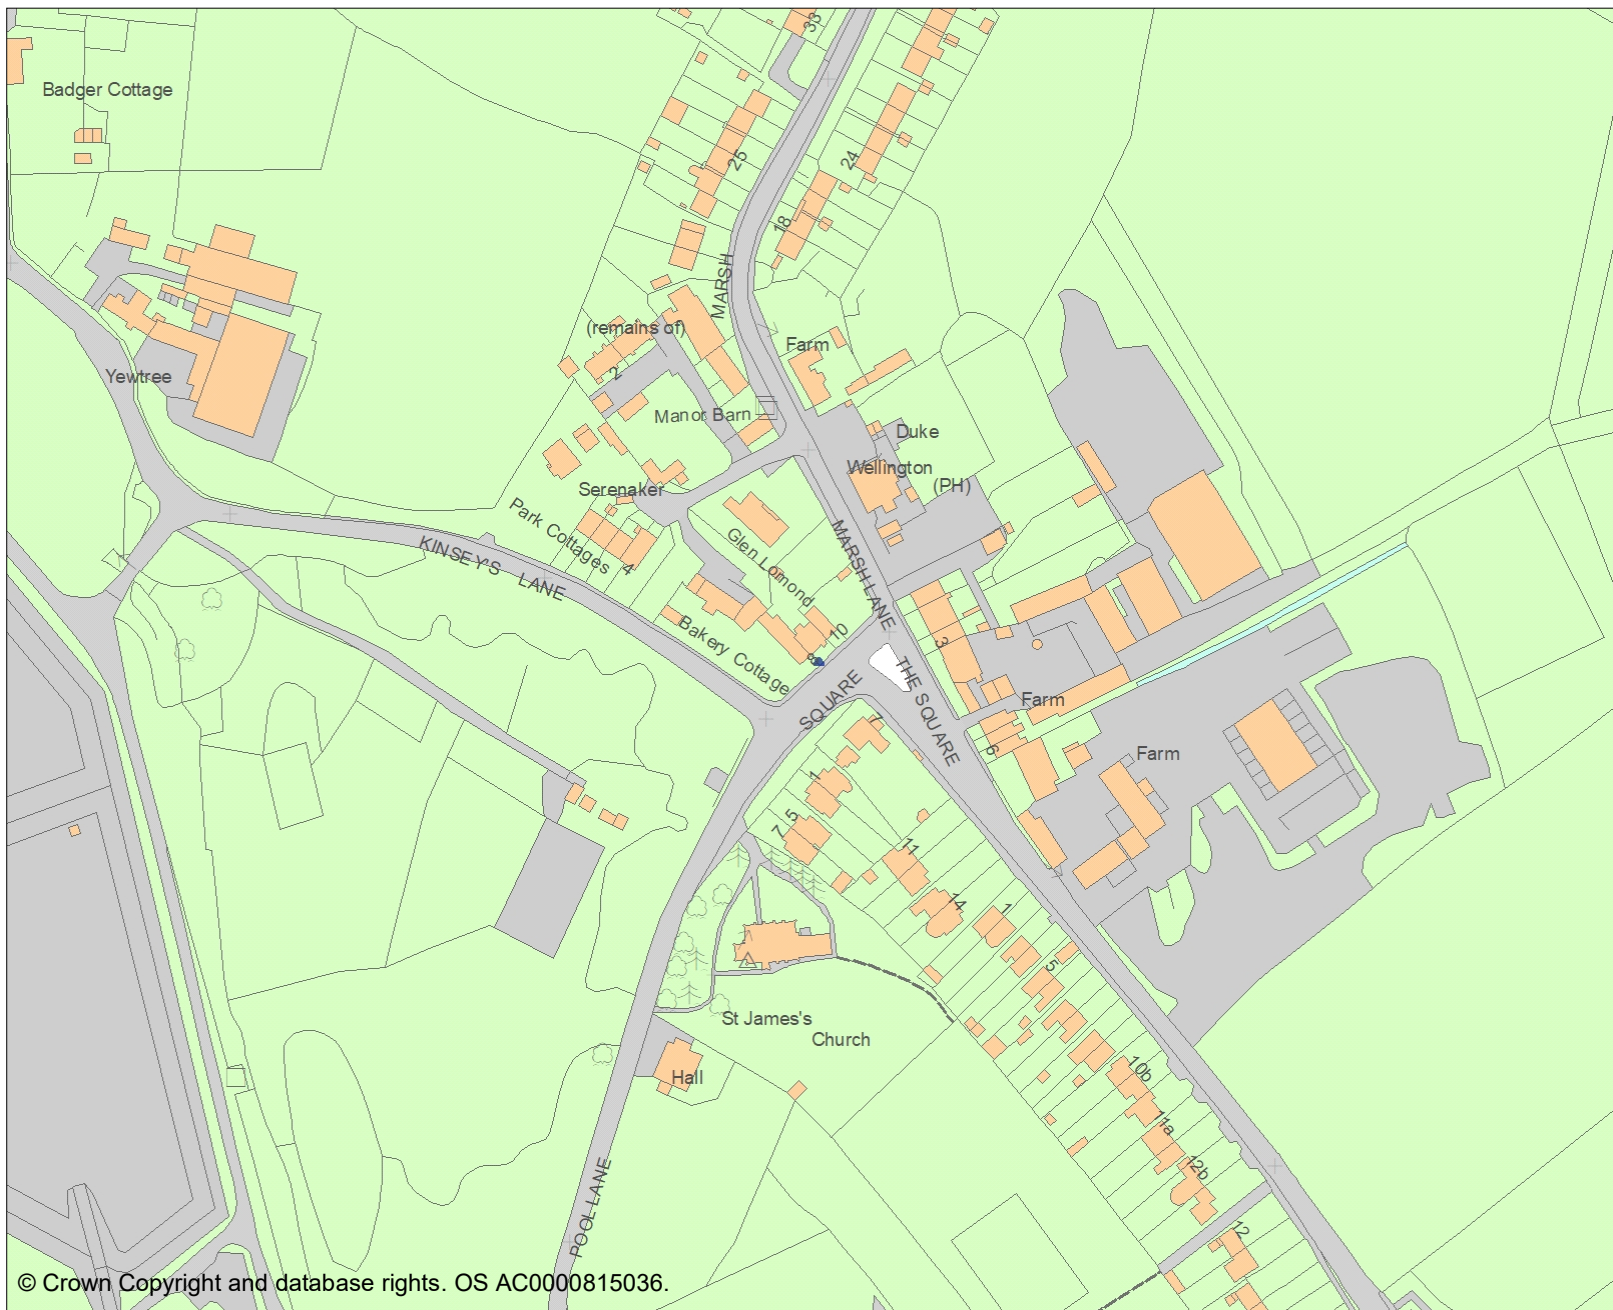 33
Badger Cottage
25
24
18
MARSH
(remains of)
Farm
2
Yewtree
Manor Barn
Duke
Wellington
(PH)
Serenaker
Park Cottages
4
KINSEY'S LANE
Glen Lomond
MARSH LANE
Bakery Cottage
10
8
3
SQUARE
THE SQUARE
Farm
7
6
Farm
1
7 5
11
14
1
5
St James's
Church
Hall
10b
11a
12b
12
POOL LANE
© Crown Copyright and database rights. OS AC0000815036.